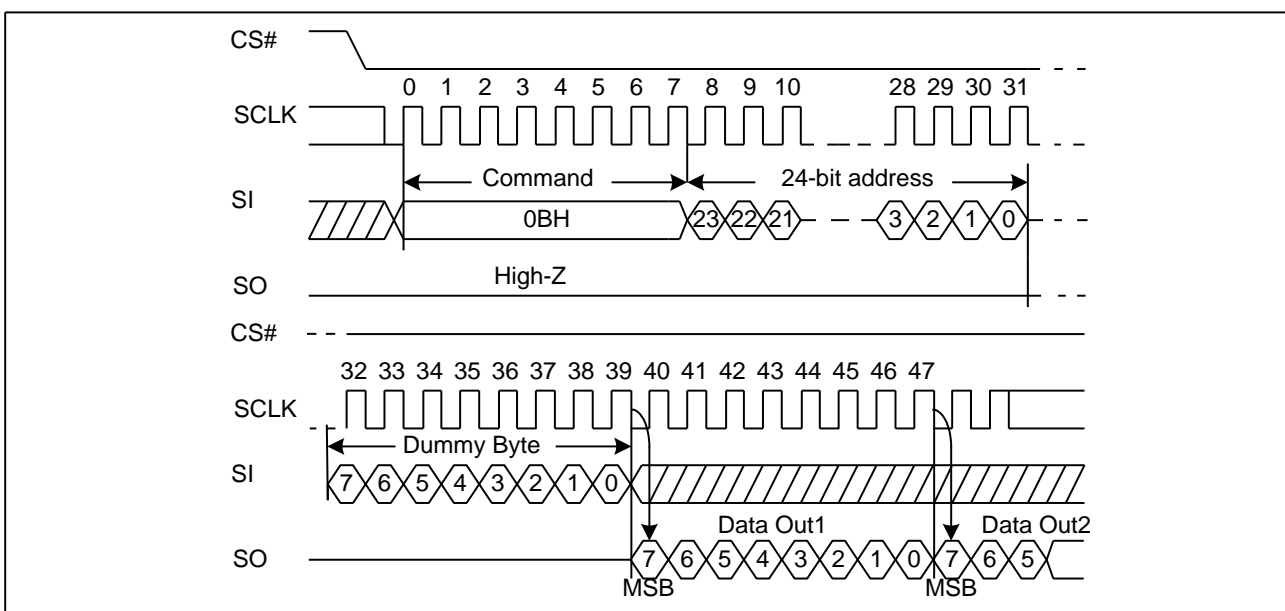 CS#
0 1 2 3 4 5 6 7 8 9 10 28 29 30 31
SCLK
Command 24-bit address
SI
0BH 23 22 21 3 2 1 0
High-Z
SO
CS#
32 33 34 35 36 37 38 39 40 41 42 43 44 45 46 47
SCLK
Dummy Byte
SI
7 6 5 4 3 2 1 0
Data Out1 Data Out2
SO
7 6 5 4 3 2 1 0 7 6 5
MSB MSB